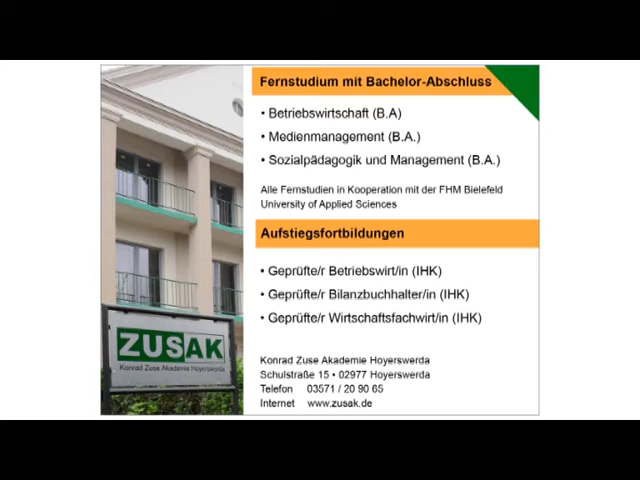 Fernstudium mit Bachelor-Abschluss
• Betriebswirtschaft (B.A)
• Medienmanagement (B.A.)
• Sozialpädagogik und Management (B.A.)
Alle Fernstudien in Kooperation mit der FHM Bielefeld
University of Applied Sciences
Aufstiegsfortbildungen
• Geprüfte/r Betriebswirt/in (IHK)
• Geprüfte/r Bilanzbuchhalter/in (IHK)
• Geprüfte/r Wirtschaftsfachwirt/in (IHK)
ZUSAK
Konrad Zuse Akademie Hoyerswerda
Konrad Zuse Akademie Hoyerswerda
Schulstraße 15 • 02977 Hoyerswerda
Telefon 03571 / 20 90 65
Internet www.zusak.de